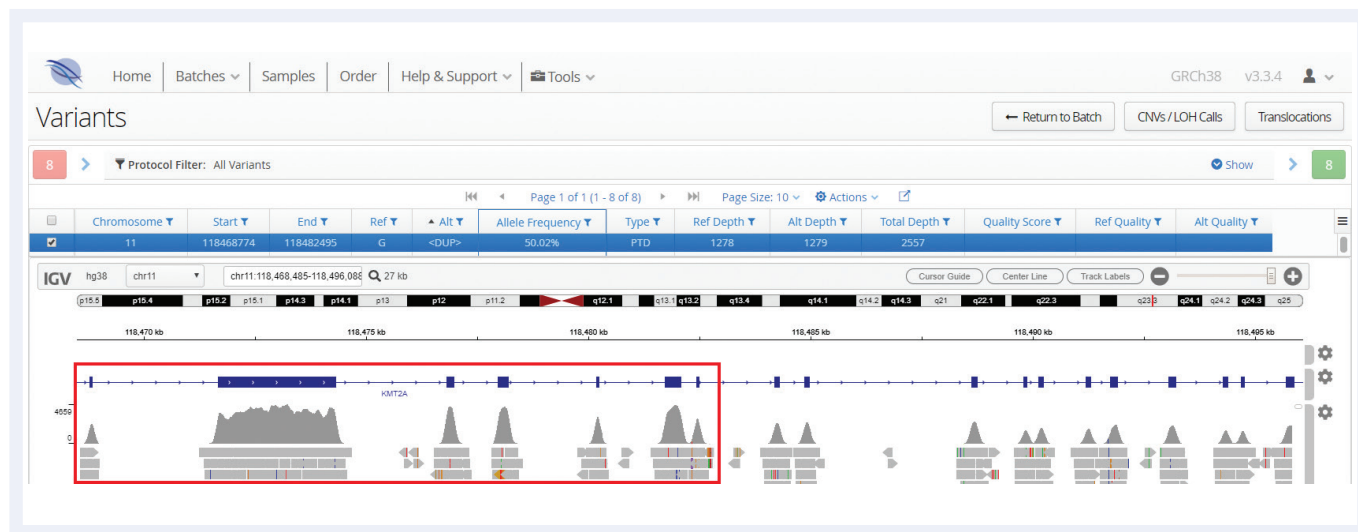 Home Batches Samples Order Help & Support Tools GRCh38 v3.3.4
Variants ← Return to Batch CNVs / LOH Calls Translocations
8 Protocol Filter: All Variants Show 8
Page 1 of 1 (1 - 8 of 8) Page Size: 10 Actions
Chromosome Start End Ref Alt Allele Frequency Type Ref Depth Alt Depth Total Depth Quality Score Ref Quality Alt Quality
11 118468774 118482495 G <DUP> 50.02% PTD 1278 1279 2557
IGV hg38 chr11 chr11:118,468,485-118,496,088 27 kb Cursor Guide Center Line Track Labels
p15.5 p15.4 p15.2 p15.1 p14.3 p14.1 p13 p12 p11.2 q12.1 q13.1 q13.2 q13.4 q14.1 q14.2 q14.3 q21 q22.1 q22.3 q23.3 q24.1 q24.2 q24.3 q25
118,470 kb 118,475 kb 118,480 kb 118,485 kb 118,490 kb 118,495 kb
KMT2A
4659
0